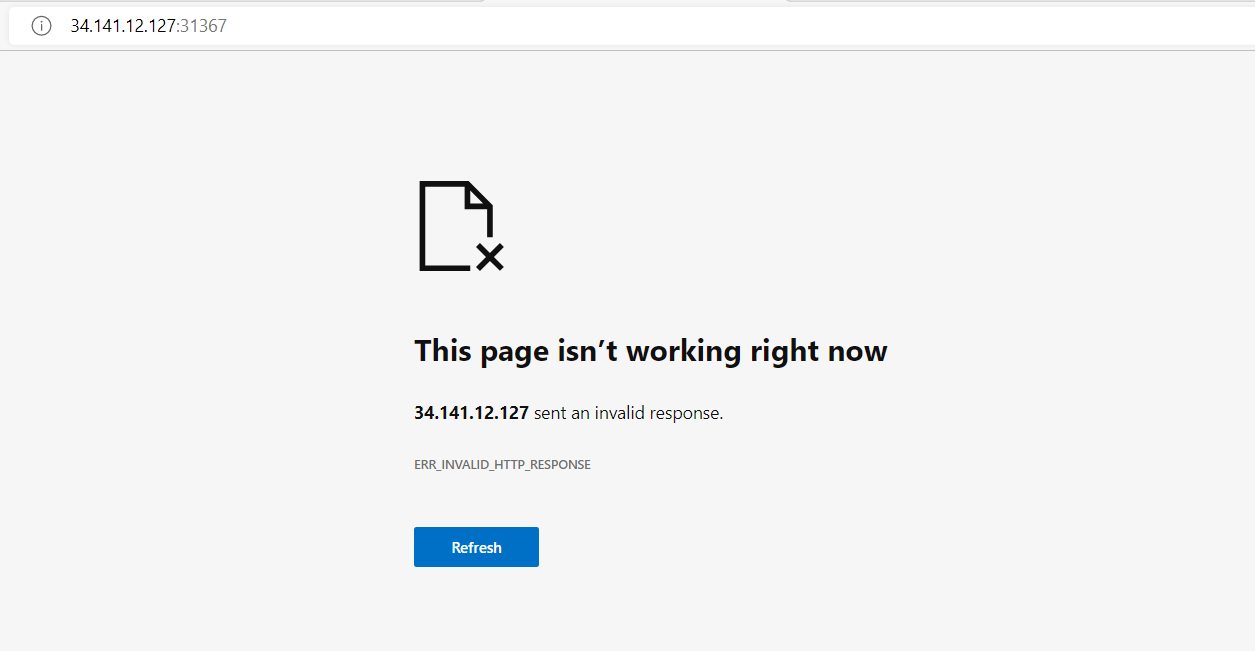 34.141.12.127:31367
This page isn’t working right now
34.141.12.127 sent an invalid response.
ERR_INVALID_HTTP_RESPONSE
Refresh